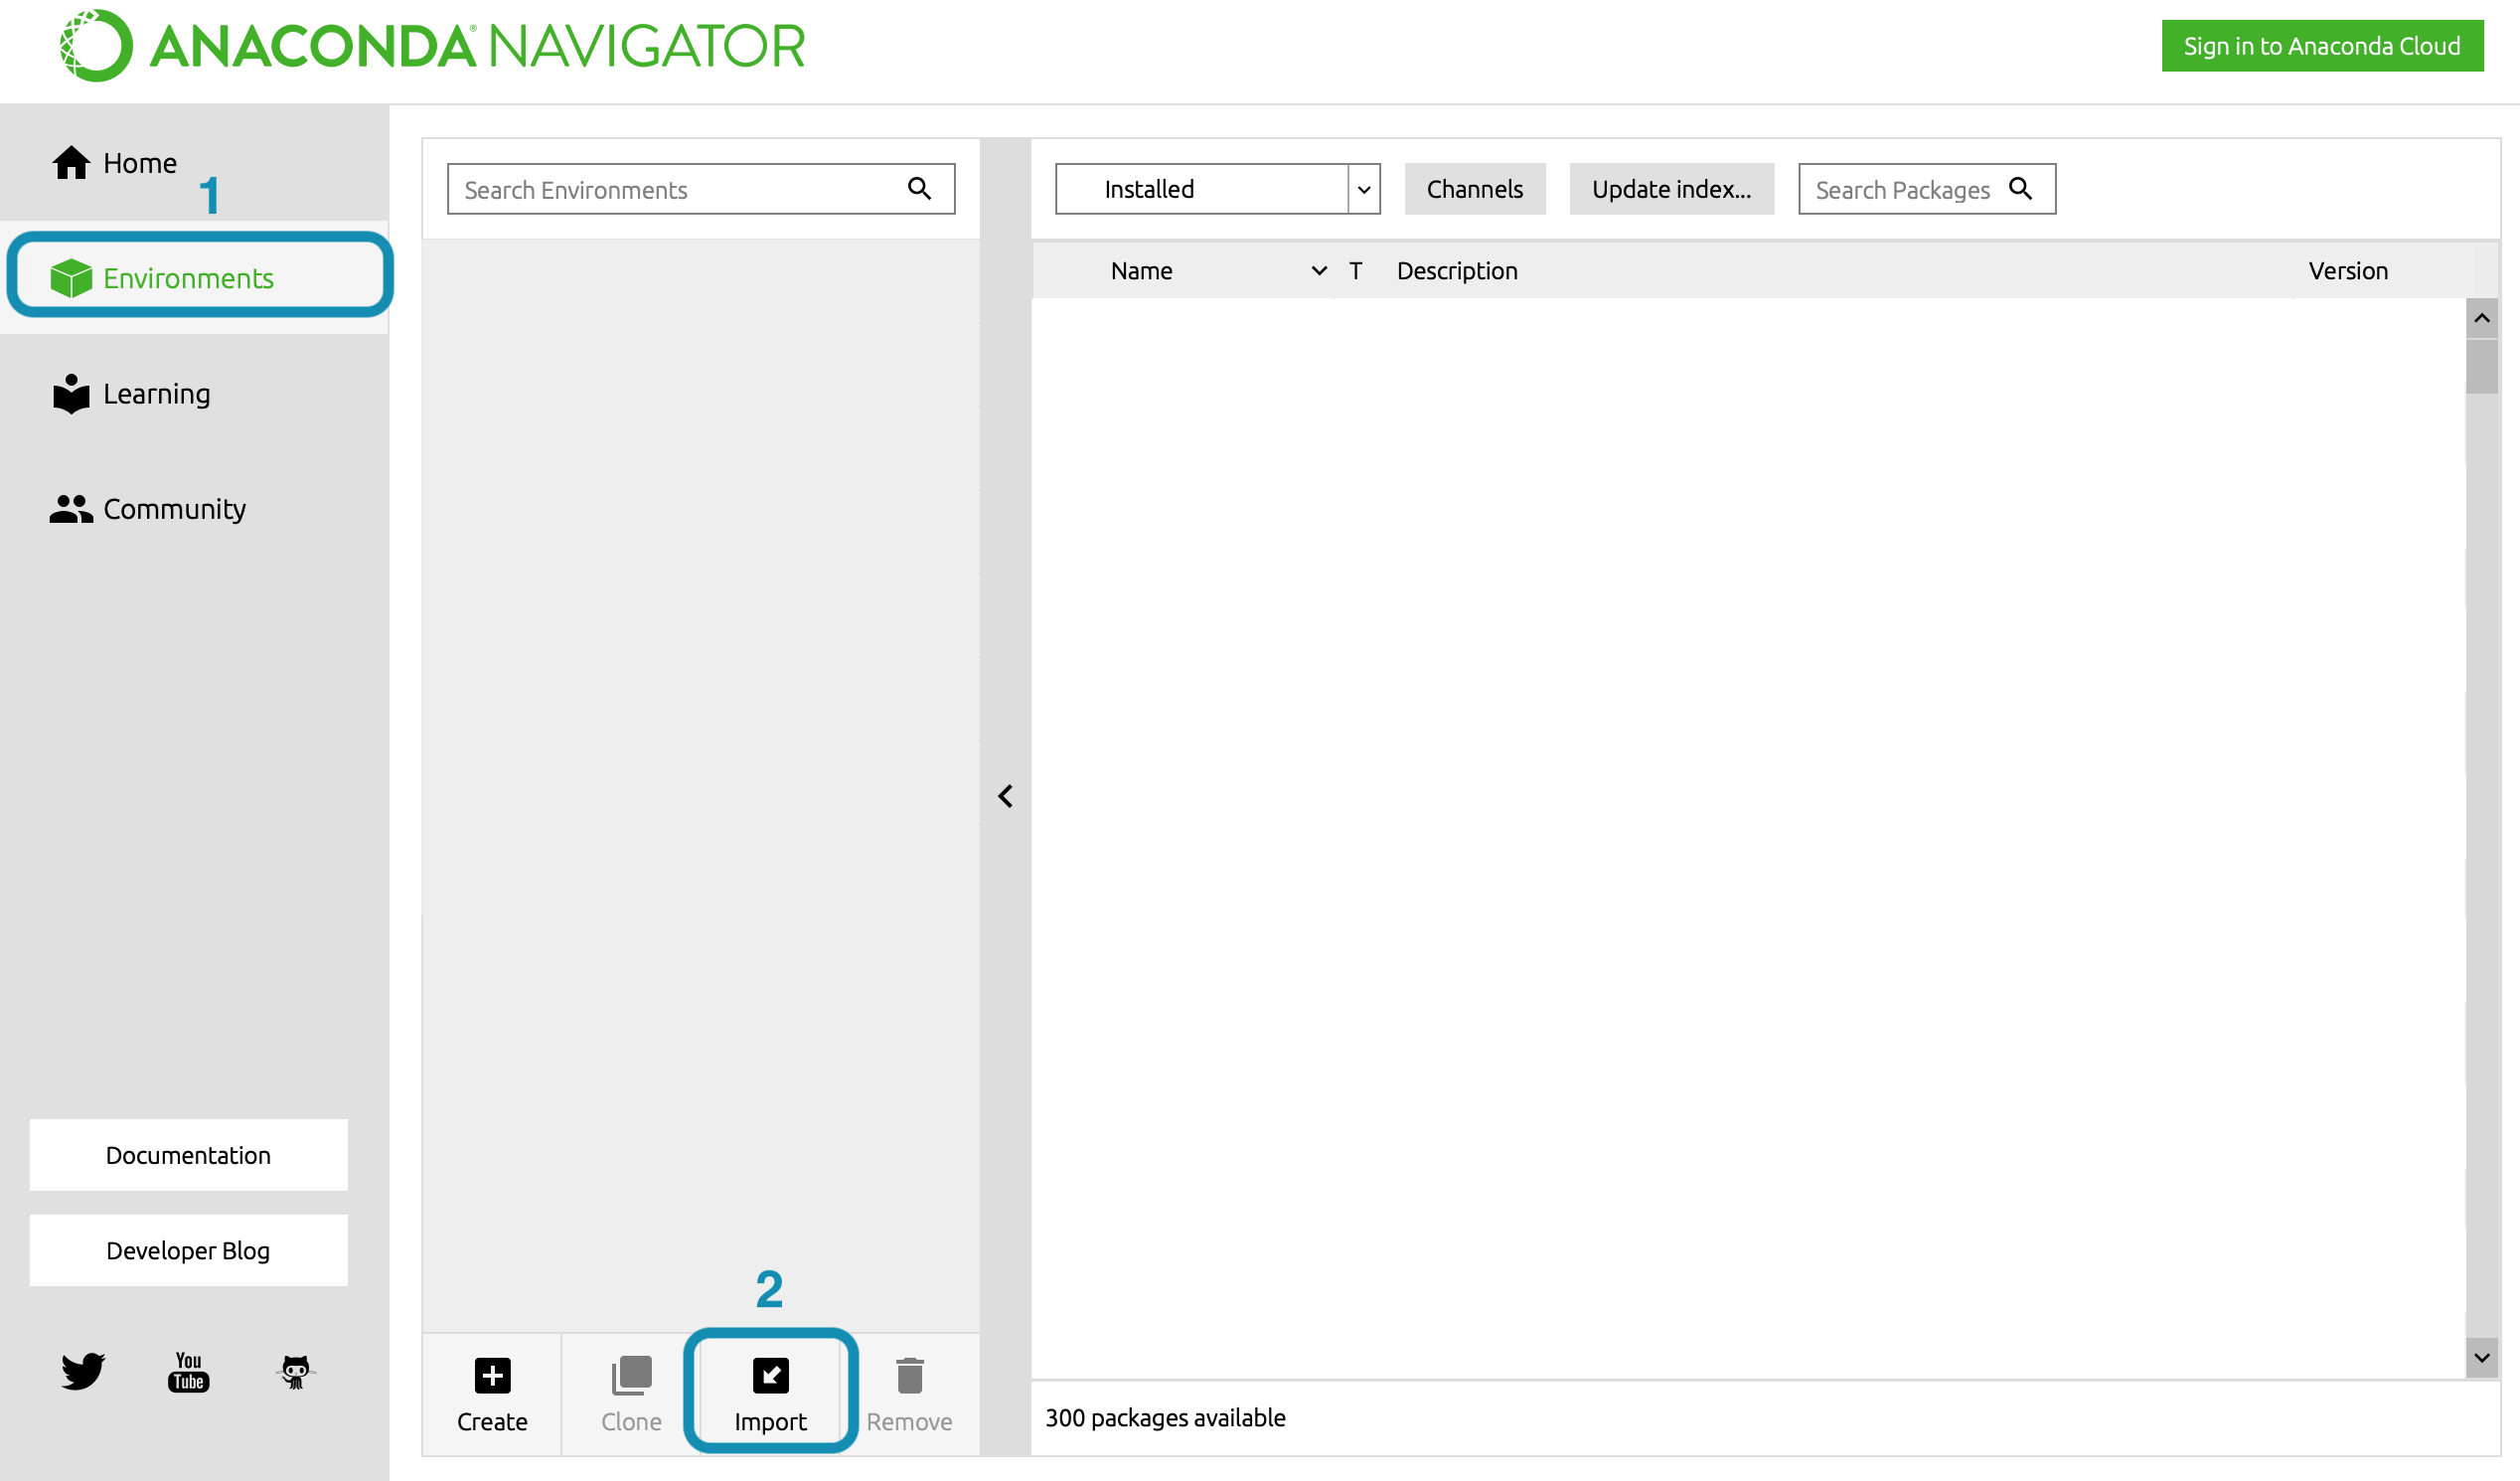 ANACONDA® NAVIGATOR
Sign in to Anaconda Cloud
Home
1
Environments
Learning
Community
Documentation
Developer Blog
You
Tube
Search Environments
2
Create
Clone
Import
Remove
Installed
Channels
Update index...
Search Packages
Name T Description Version
300 packages available